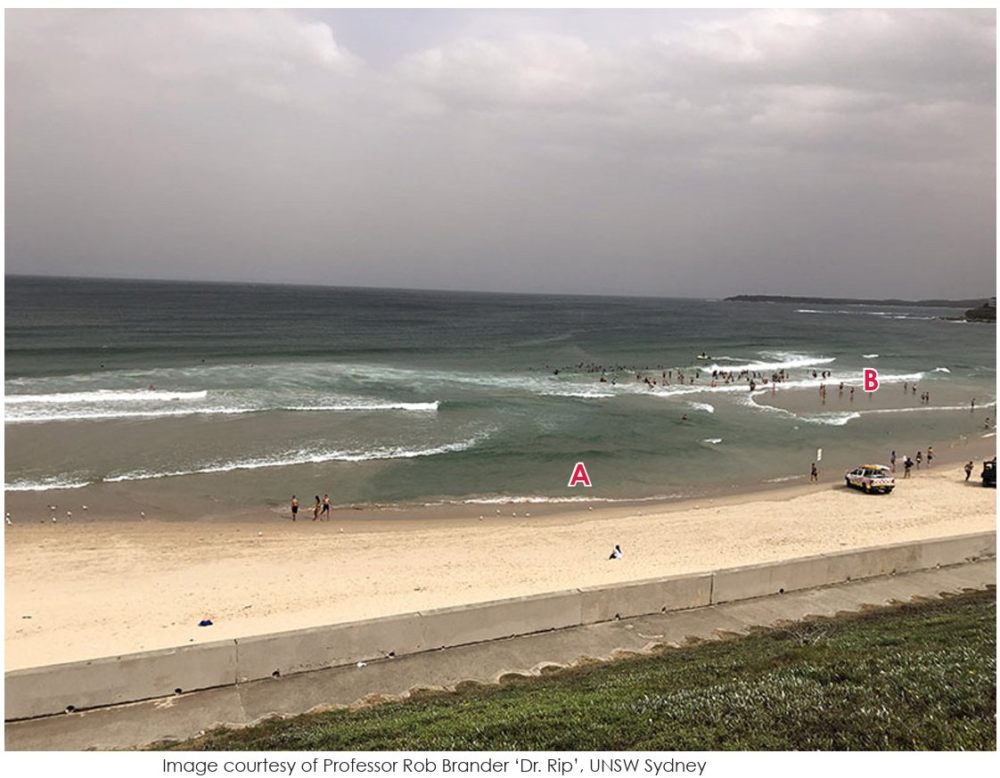 B
A
Image courtesy of Professor Rob Brander ‘Dr. Rip’, UNSW Sydney